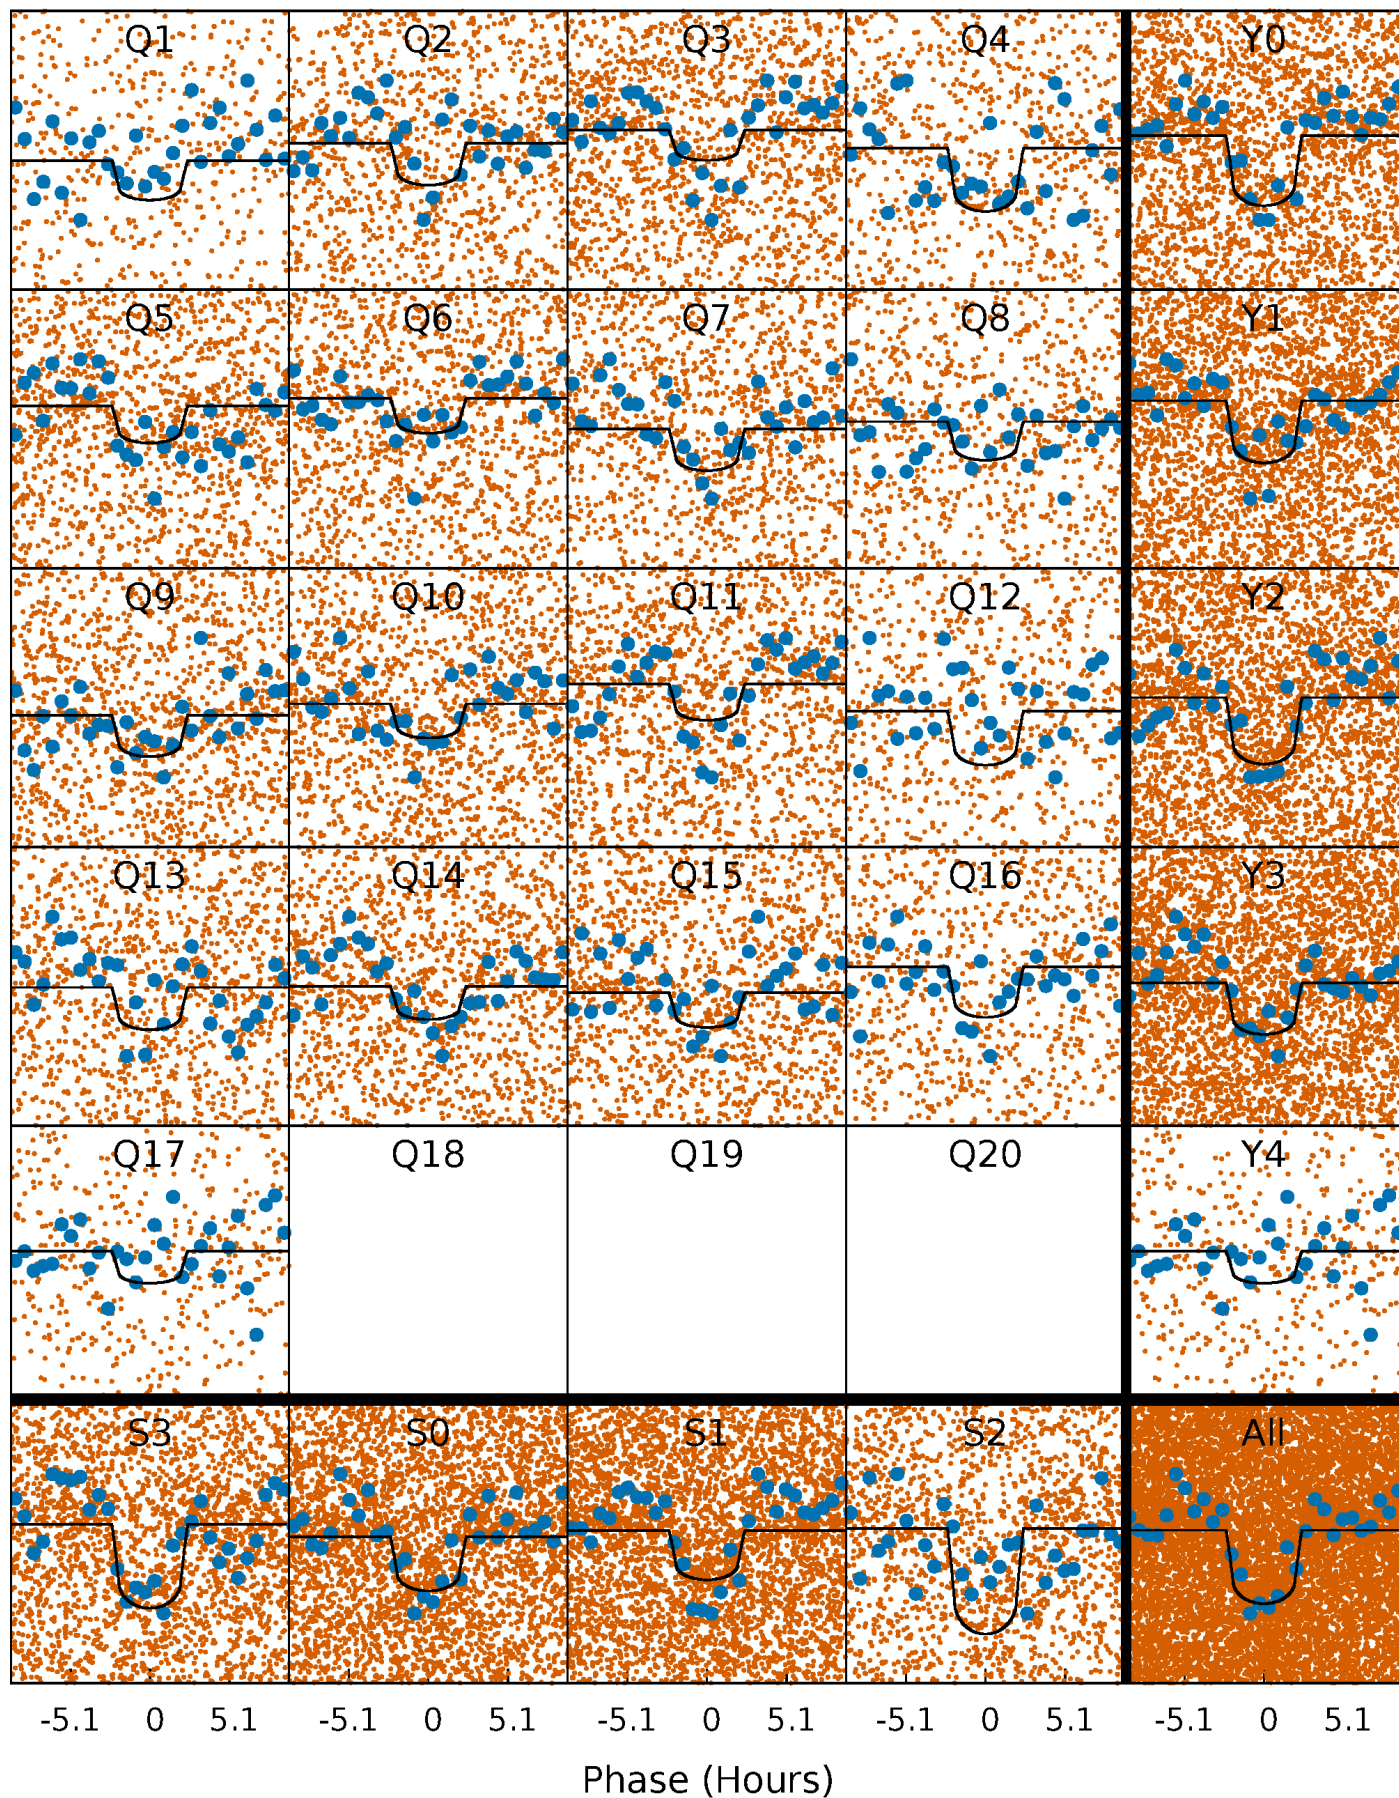 Q1 Q2 Q3 Q4 Y0
Q5 Q6 Q7 Q8 Y1
Q9 Q10 Q11 Q12 Y2
Q13 Q14 Q15 Q16 Y3
Q17 Q18 Q19 Q20 Y4
S3 S0 S1 S2 All
-5.1 0 5.1 -5.1 0 5.1 -5.1 0 5.1 -5.1 0 5.1 -5.1 0 5.1
Phase (Hours)